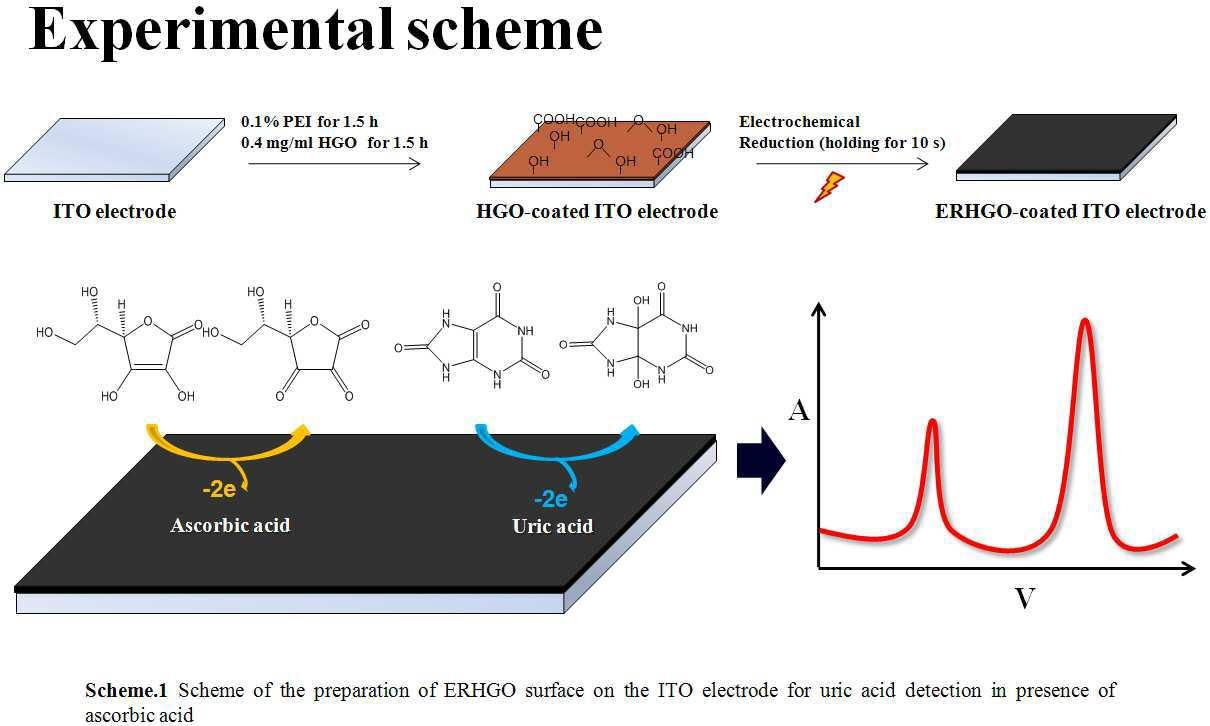 Experimental scheme
0.1% PEI for 1.5 h
0.4 mg/ml HGO for 1.5 h
COOH COOH O OH OH O OH OH COOH
Electrochemical
Reduction (holding for 10 s)
ITO electrode
HGO-coated ITO electrode
ERHGO-coated ITO electrode
HO H O O HO HO OH
HO H O O HO O O
O H N NH O N H N H O
O OH H N NH O N H OH N H O
-2e
Ascorbic acid
-2e
Uric acid
A
V
Scheme.1 Scheme of the preparation of ERHGO surface on the ITO electrode for uric acid detection in presence of
ascorbic acid